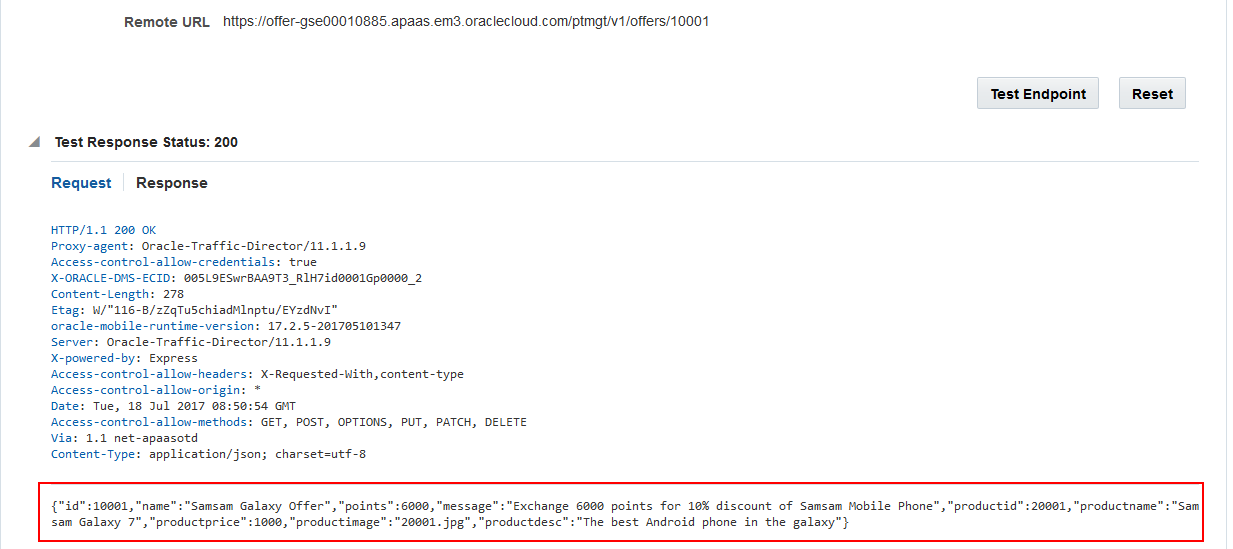 Remote URL https://offer-gse00010885.apaas.em3.oraclecloud.com/ptmgt/v1/offers/10001
Test Endpoint Reset
Test Response Status: 200
Request Response
HTTP/1.1 200 OK
Proxy-agent: Oracle-Traffic-Director/11.1.1.9
Access-control-allow-credentials: true
X-ORACLE-DMS-ECID: 005L9ESwrBAA9T3_RlH7id0001Gp0000_2
Content-Length: 278
Etag: W/"116-B/zZqTu5chiadMlnptu/EYzdNvI"
oracle-mobile-runtime-version: 17.2.5-201705101347
Server: Oracle-Traffic-Director/11.1.1.9
X-powered-by: Express
Access-control-allow-headers: X-Requested-With,content-type
Access-control-allow-origin: *
Date: Tue, 18 Jul 2017 08:50:54 GMT
Access-control-allow-methods: GET, POST, OPTIONS, PUT, PATCH, DELETE
Via: 1.1 net-apaasotd
Content-Type: application/json; charset=utf-8
{"id":10001,"name":"Samsam Galaxy Offer","points":6000,"message":"Exchange 6000 points for 10% discount of Samsam Mobile Phone","productid":20001,"productname":"Sam
sam Galaxy 7","productprice":1000,"productimage":"20001.jpg","productdesc":"The best Android phone in the galaxy"}